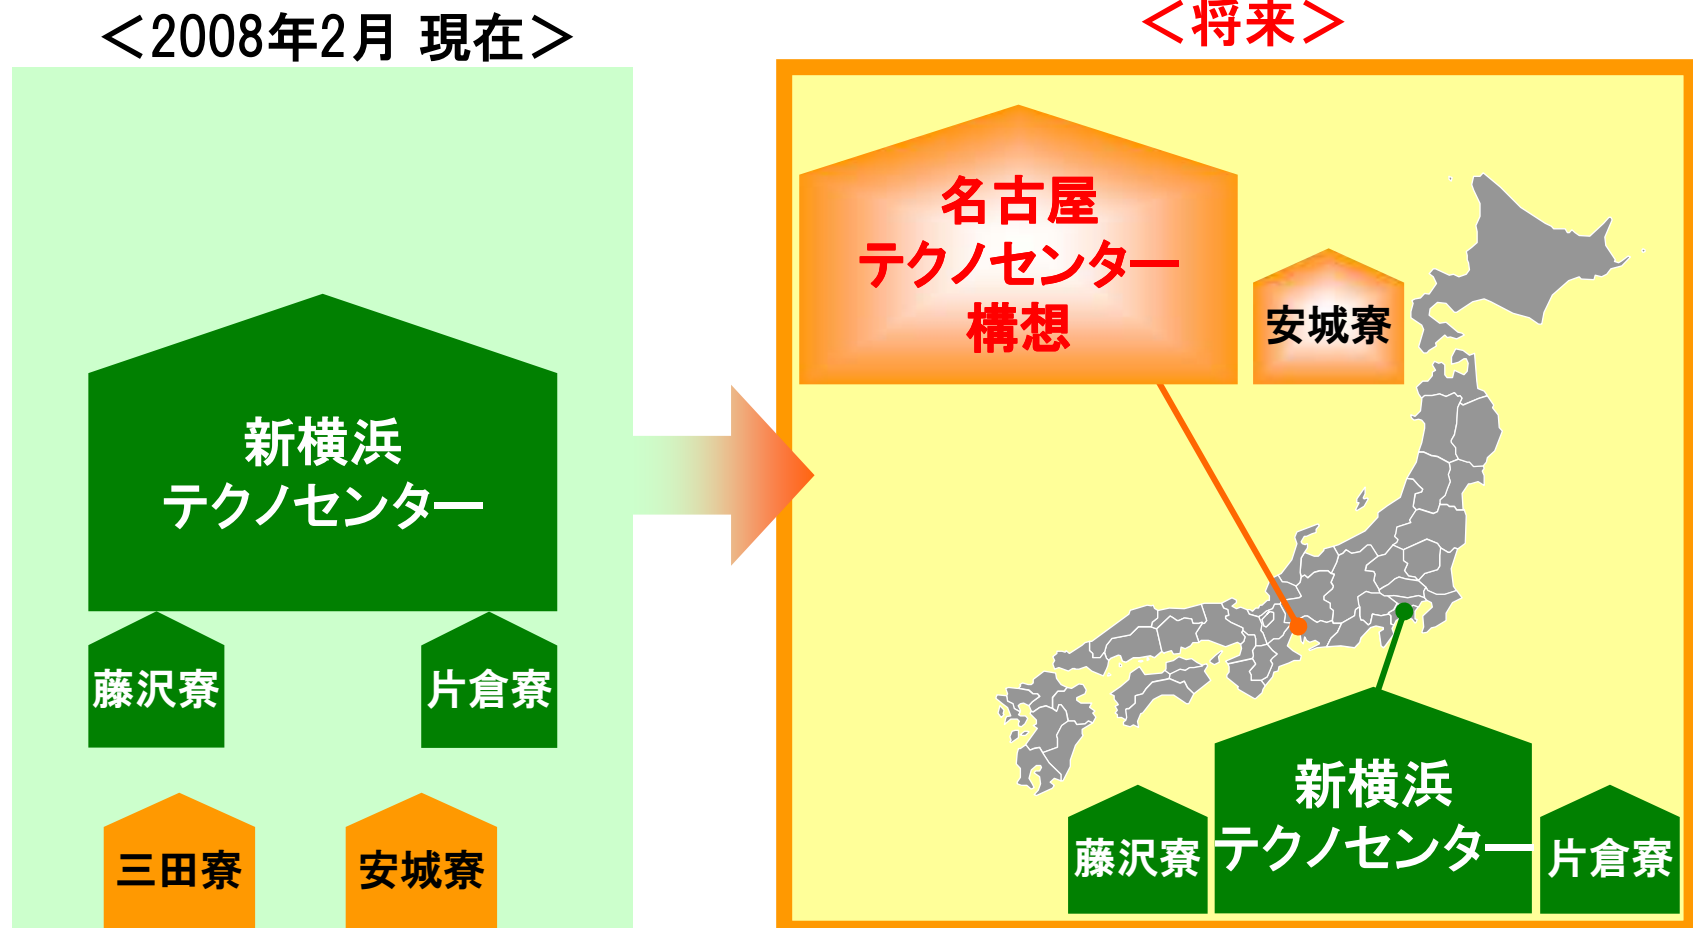 ＜2008年2月 現在＞
新横浜
テクノセンター
藤沢寮
片倉寮
三田寮
安城寮
＜将来＞
名古屋
テクノセンター
構想
安城寮
新横浜
テクノセンター
藤沢寮
片倉寮